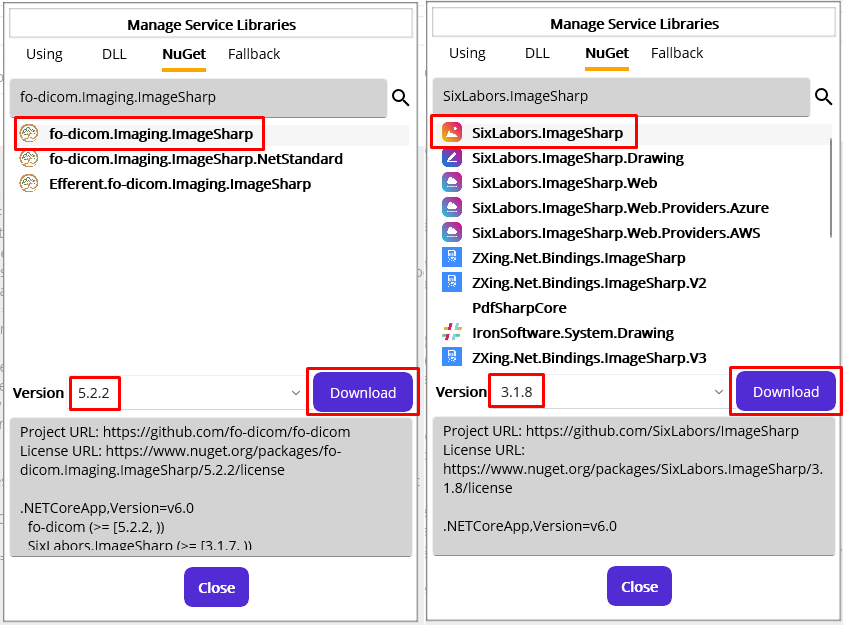 Manage Service Libraries
Using DLL NuGet Fallback
fo-dicom.Imaging.ImageSharp
fo-dicom.Imaging.ImageSharp
fo-dicom.Imaging.ImageSharp.NetStandard
Efferent.fo-dicom.Imaging.ImageSharp
Version 5.2.2 Download
Project URL: https://github.com/fo-dicom/fo-dicom
License URL: https://www.nuget.org/packages/fo-
dicom.Imaging.ImageSharp/5.2.2/license
.NETCoreApp,Version=v6.0
fo-dicom (>= [5.2.2, ))
SixLabors.ImageSharp (>= [3.1.7, ))
Close
Manage Service Libraries
Using DLL NuGet Fallback
SixLabors.ImageSharp
SixLabors.ImageSharp
SixLabors.ImageSharp.Drawing
SixLabors.ImageSharp.Web
SixLabors.ImageSharp.Web.Providers.Azure
SixLabors.ImageSharp.Web.Providers.AWS
ZXing.Net.Bindings.ImageSharp
ZXing.Net.Bindings.ImageSharp.V2
PdfSharpCore
IronSoftware.System.Drawing
ZXing.Net.Bindings.ImageSharp.V3
Version 3.1.8 Download
Project URL: https://github.com/SixLabors/ImageSharp
License URL:
https://www.nuget.org/packages/SixLabors.ImageSharp/3.
1.8/license
.NETCoreApp,Version=v6.0
Close